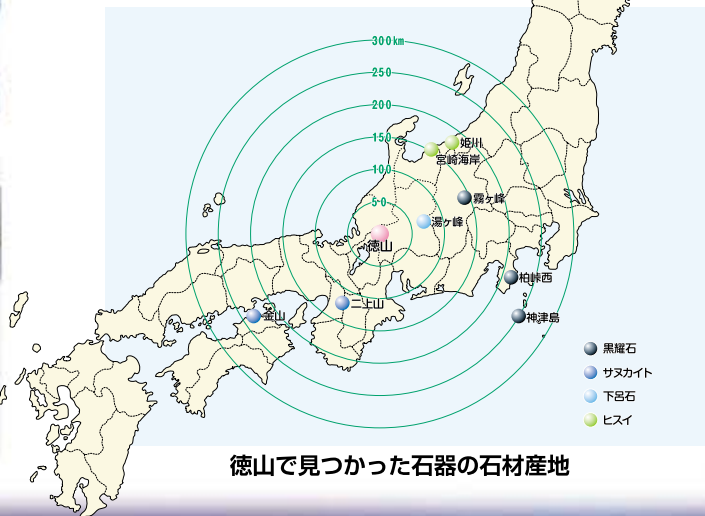 300km
250
200
150
100
50
姫川
宮崎海岸
霧ヶ峰
湯ヶ峰
徳山
柏峠西
二上山
金山
神津島
黒耀石
サヌカイト
下呂石
ヒスイ
徳山で見つかった石器の石材産地